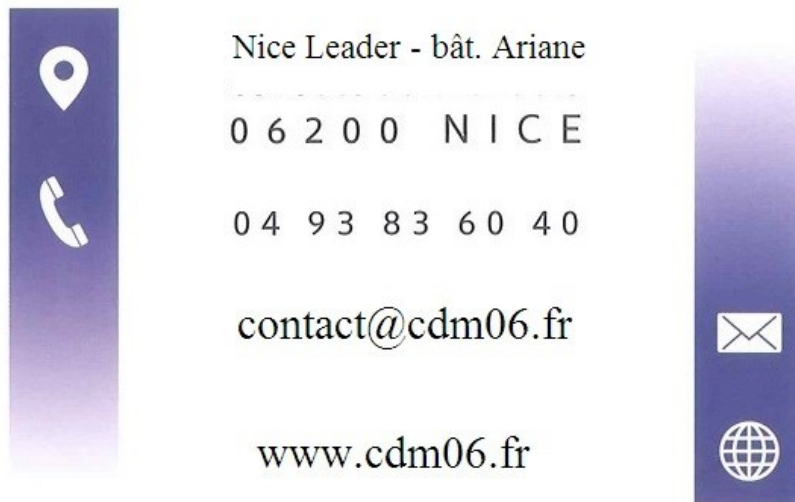 Nice Leader - bât. Ariane
06200 NICE
04 93 83 60 40
contact@cdm06.fr
www.cdm06.fr